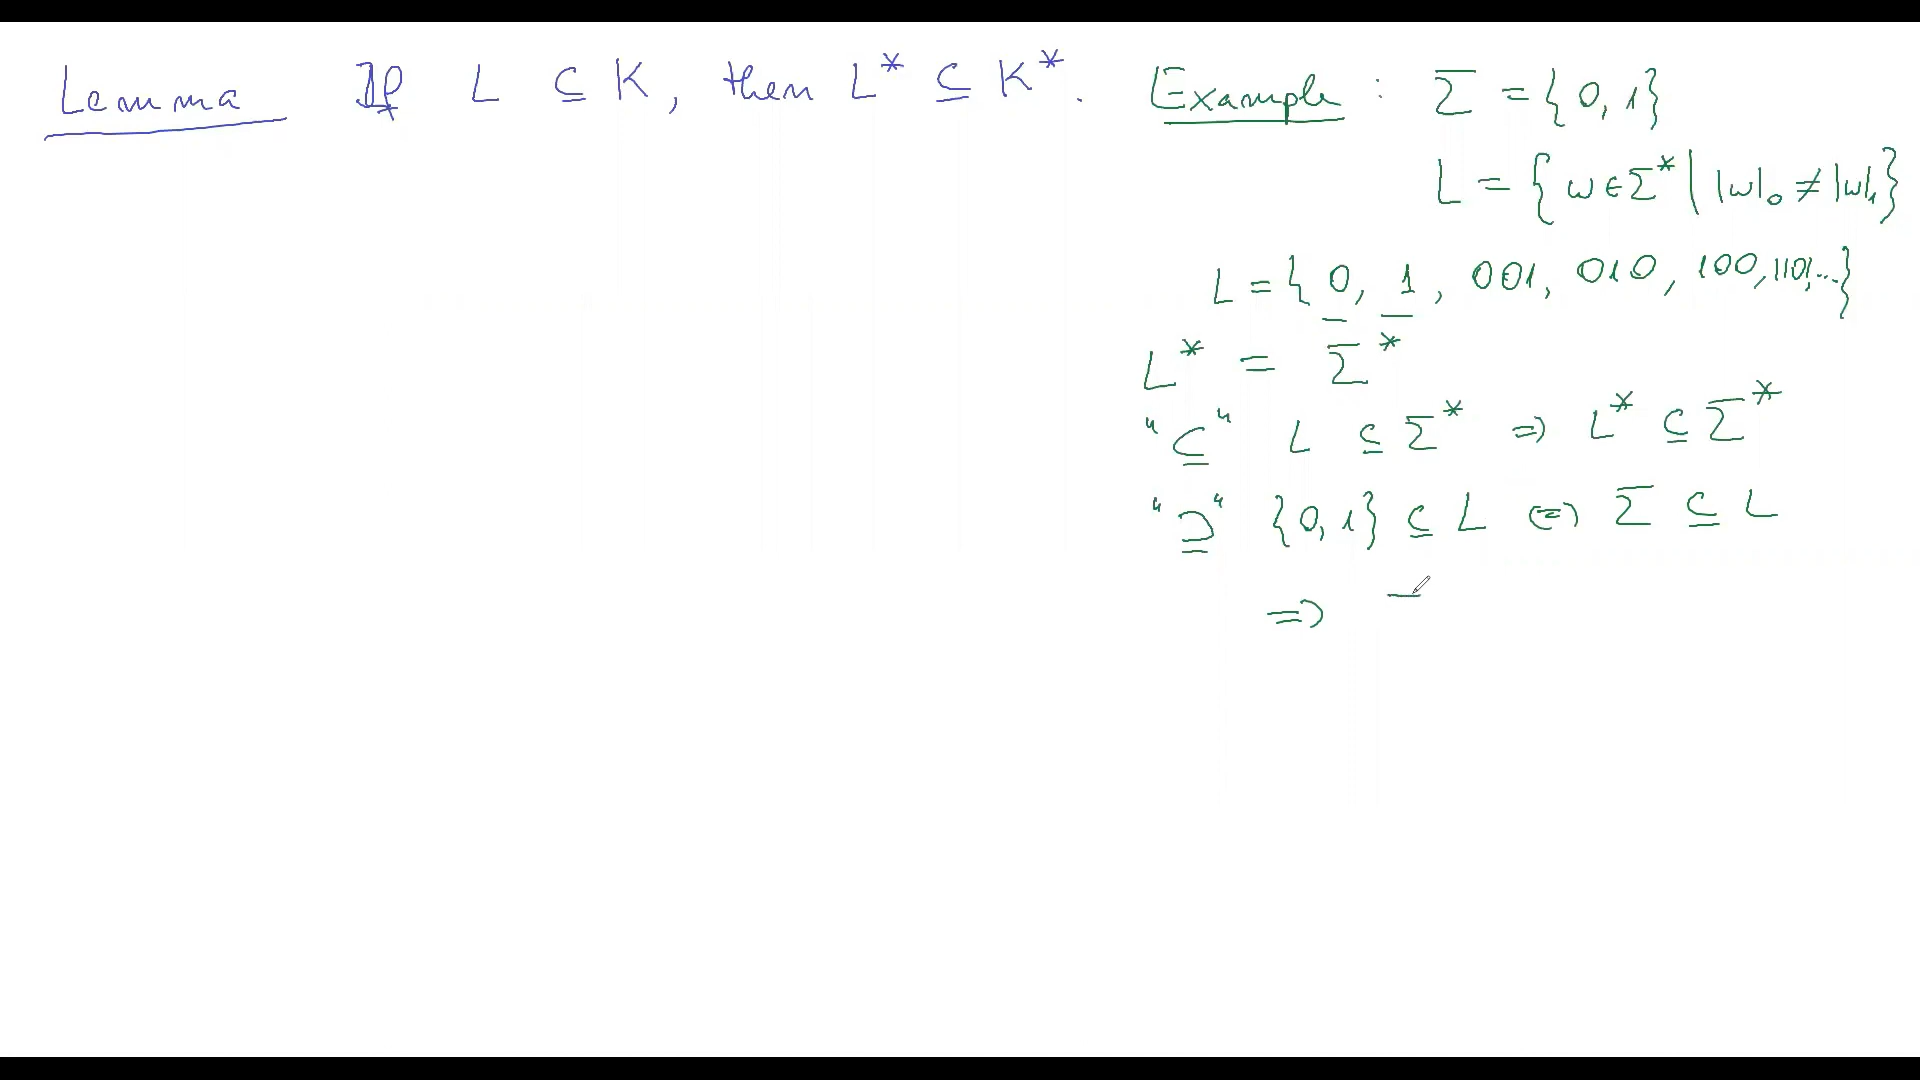 Lemma If L ⊆ K, then L* ⊆ K*.
Example : Σ = {0, 1}
L = {w ∈ Σ* | |w|₀ ≠ |w|₁}
L = {0, 1, 001, 010, 100, 110, ...}
L* = Σ*
"⊆" L ⊆ Σ* ⇒ L* ⊆ Σ*
"⊇" {0, 1} ⊆ L ⇔ Σ ⊆ L
⇒